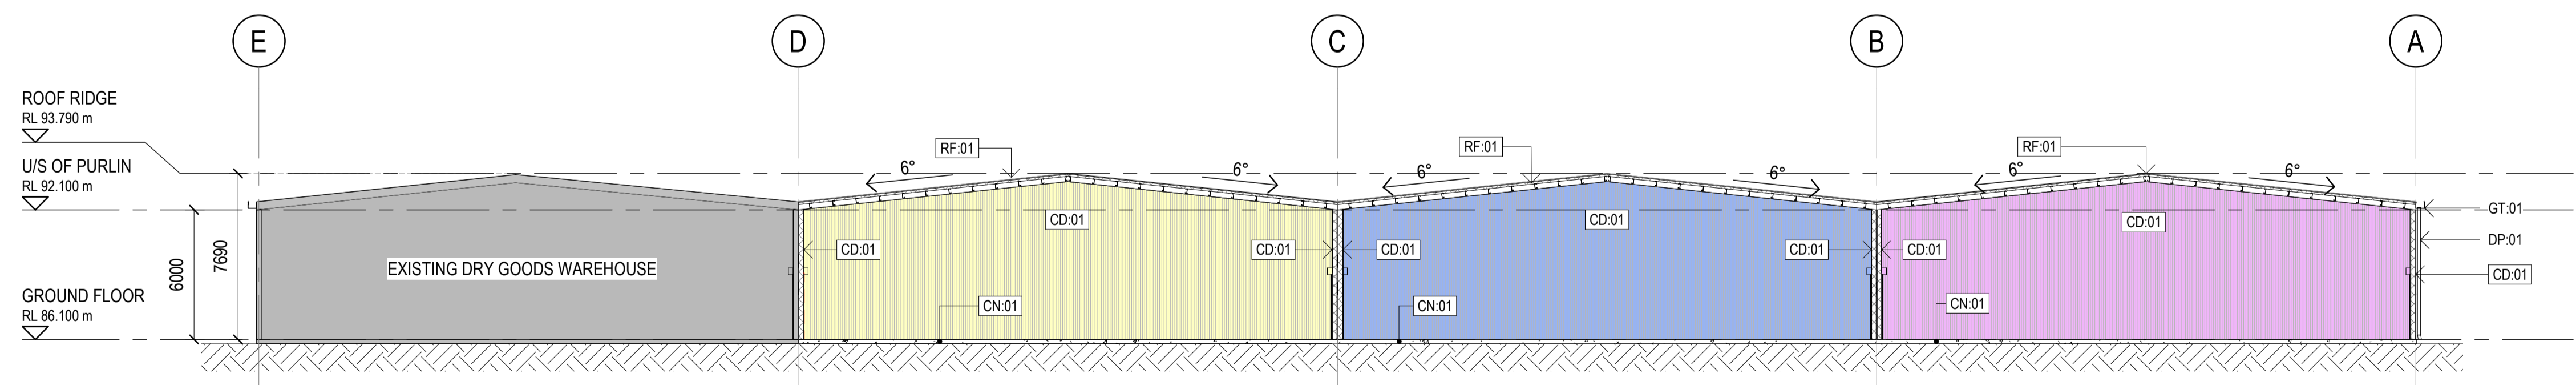 E D C B A
ROOF RIDGE
RL 93.790 m
U/S OF PURLIN
RL 92.100 m
GROUND FLOOR
RL 86.100 m
6000
7690
EXISTING DRY GOODS WAREHOUSE
6° RF:01 6°
CD:01
CD:01 CD:01
CN:01
6° RF:01 6°
CD:01
CD:01 CD:01
CN:01
6° RF:01 6°
CD:01
CD:01
CN:01
GT:01
DP:01
CD:01